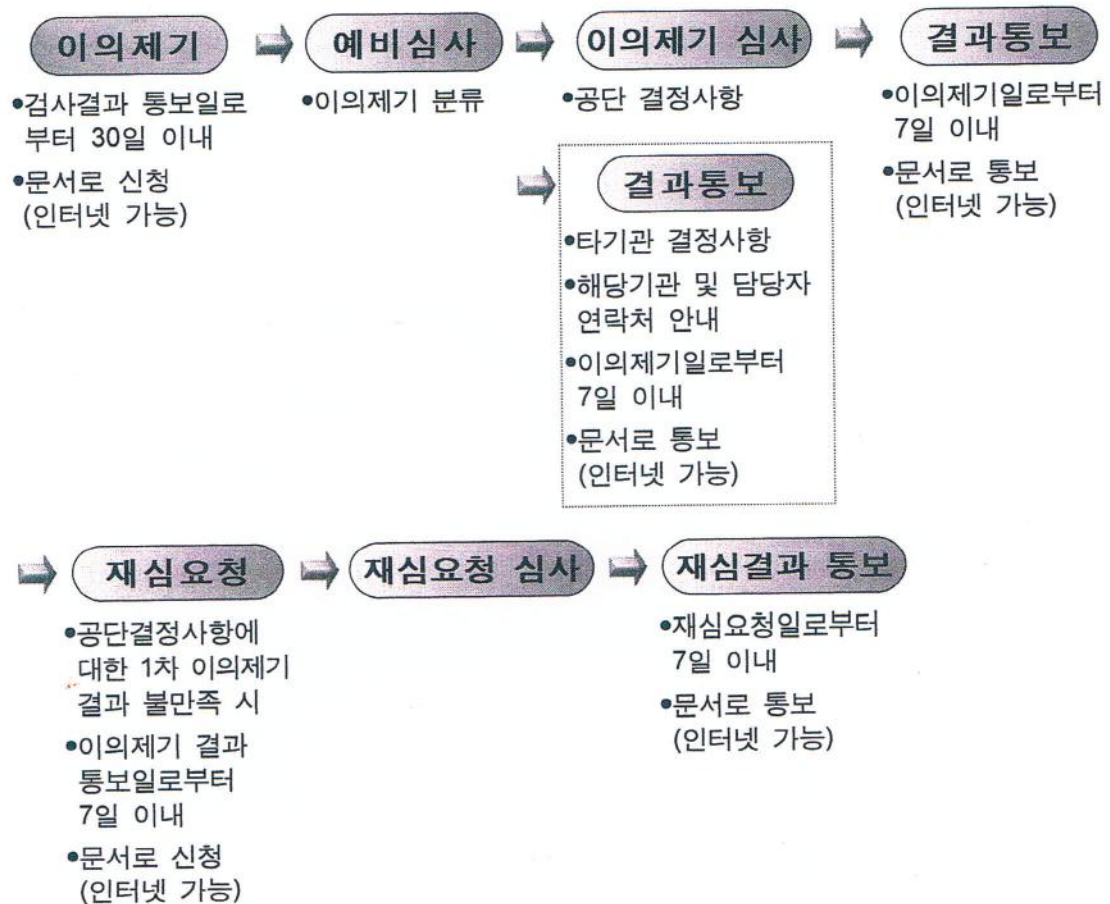 이의제기
예비심사
이의제기 심사
결과통보
•검사결과 통보일로
부터 30일 이내
•문서로 신청
(인터넷 가능)
•이의제기 분류
•공단 결정사항
•이의제기일로부터
7일 이내
•문서로 통보
(인터넷 가능)
결과통보
•타기관 결정사항
•해당기관 및 담당자
연락처 안내
•이의제기일로부터
7일 이내
•문서로 통보
(인터넷 가능)
재심요청
재심요청 심사
재심결과 통보
•공단결정사항에
대한 1차 이의제기
결과 불만족 시
•이의제기 결과
통보일로부터
7일 이내
•문서로 신청
(인터넷 가능)
•재심요청일로부터
7일 이내
•문서로 통보
(인터넷 가능)